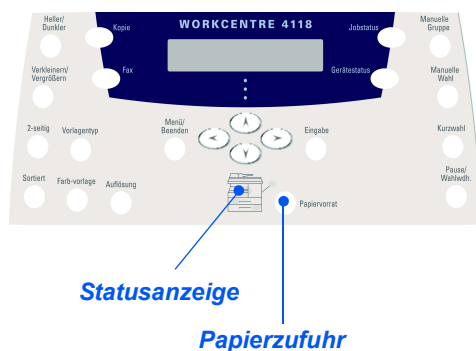 Heller/
Dunkler
Kopie
WORKCENTRE 4118
Jobstatus
Manuelle
Gruppe
Verkleinern/
Vergrößern
Fax
Gerätestatus
Manuelle
Wahl
2-seitig
Vorlagentyp
Menü/
Beenden
Eingabe
Kurzwahl
Sortiert
Farb-vorlage
Auflösung
Papiervorrat
Pause/
Wahlwdh.
Statusanzeige
Papierzufuhr